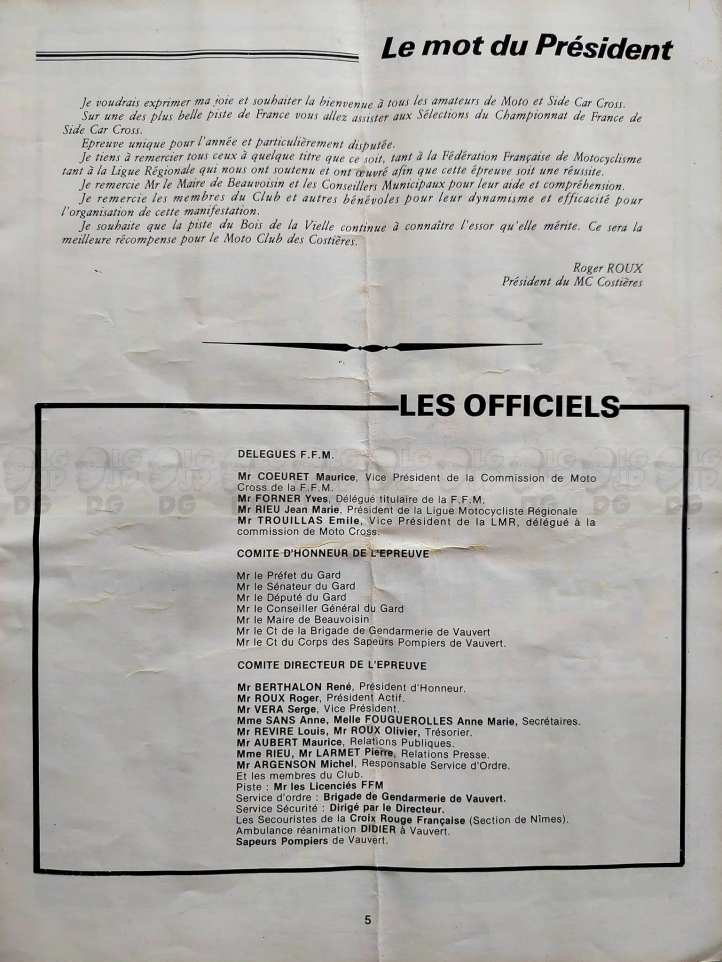 Le mot du Président
Je voudrais exprimer ma joie et souhaiter la bienvenue à tous les amateurs de Moto et Side Car Cross.
Sur une des plus belle piste de France vous allez assister aux Sélections du Championnat de France de
Side Car Cross.
Epreuve unique pour l'année et particulièrement disputée.
Je tiens à remercier tous ceux à quelque titre que ce soit, tant à la Fédération Française de Motocyclisme
tant à la Ligue Régionale qui nous ont soutenu et ont œuvré afin que cette épreuve soit une réussite.
Je remercie Mr le Maire de Beauvoisin et les Conseillers Municipaux pour leur aide et compréhension.
Je remercie les membres du Club et autres bénévoles pour leur dynamisme et efficacité pour
l'organisation de cette manifestation.
Je souhaite que la piste du Bois de la Vielle continue à connaître l'essor qu'elle mérite. Ce sera la
meilleure récompense pour le Moto Club des Costières.
Roger ROUX
Président du MC Costières
LES OFFICIELS
DELEGUES F.F.M.
Mr COEURET Maurice, Vice Président de la Commission de Moto
Cross de la F.F.M.
Mr FORNER Yves, Délégué titulaire de la F.F.M.
Mr RIEU Jean Marie, Président de la Ligue Motocycliste Régionale
Mr TROUILLAS Emile, Vice Président de la LMR, délégué à la
commission de Moto Cross.
COMITE D'HONNEUR DE L'EPREUVE
Mr le Préfet du Gard
Mr le Sénateur du Gard
Mr le Député du Gard
Mr le Conseiller Général du Gard
Mr le Maire de Beauvoisin
Mr le Ct de la Brigade de Gendarmerie de Vauvert
Mr le Ct du Corps des Sapeurs Pompiers de Vauvert.
COMITE DIRECTEUR DE L'EPREUVE
Mr BERTHALON René, Président d'Honneur.
Mr ROUX Roger, Président Actif.
Mr VERA Serge, Vice Président.
Mme SANS Anne, Melle FOUGUEROLLES Anne Marie, Secrétaires.
Mr REVIRE Louis, Mr ROUX Olivier, Trésorier.
Mr AUBERT Maurice, Relations Publiques.
Mme RIEU, Mr LARMET Pierre, Relations Presse.
Mr ARGENSON Michel, Responsable Service d'Ordre.
Et les membres du Club.
Piste : Mr les Licenciés FFM
Service d'ordre : Brigade de Gendarmerie de Vauvert.
Service Sécurité : Dirigé par le Directeur.
Les Secouristes de la Croix Rouge Française (Section de Nîmes).
Ambulance réanimation DIDIER à Vauvert.
Sapeurs Pompiers de Vauvert.
5